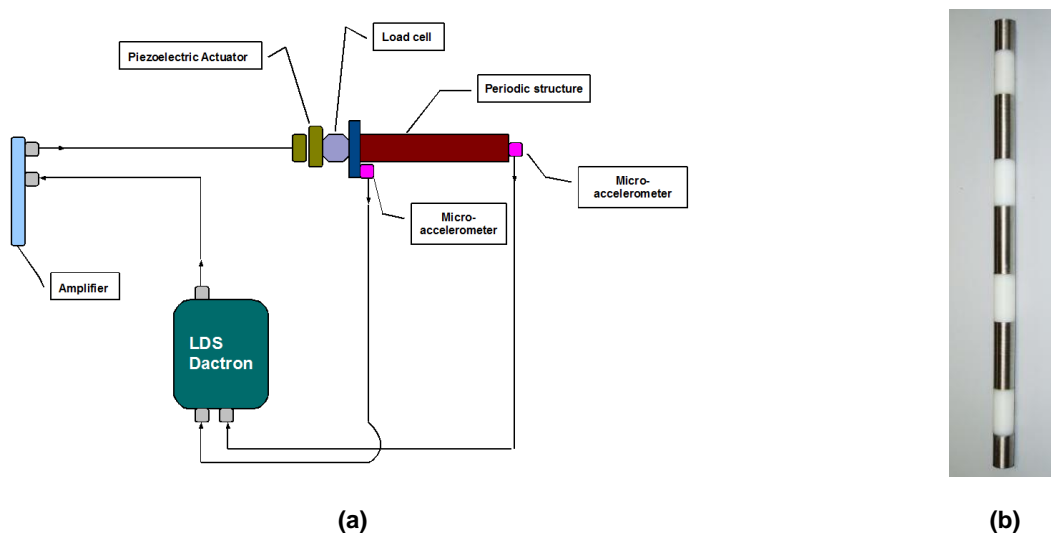 Load cell
Piezoelectric Actuator
Periodic structure
Micro-
accelerometer
Micro-
accelerometer
Amplifier
LDS
Dactron
(a)
(b)